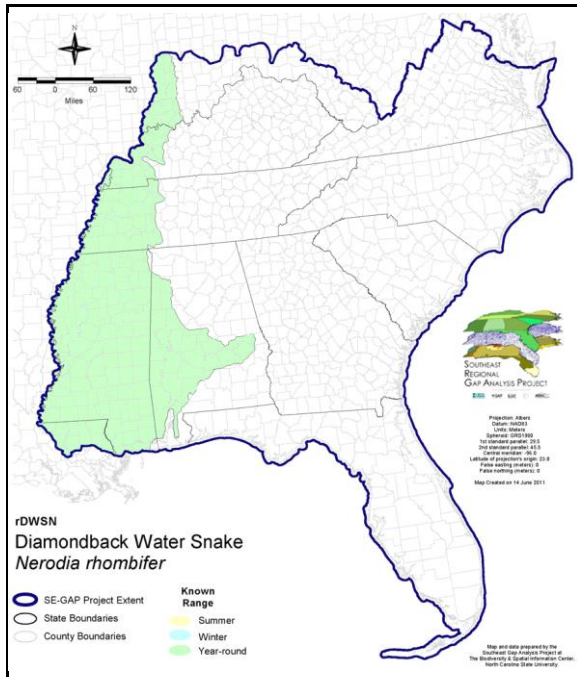 N
60 0 60 120
Miles
SOUTHEAST
REGIONAL
GAP ANALYSIS PROJECT
Projection: Albers
Datum: NAD83
Units: Meters
Spheroid: GRS1980
1st standard parallel: 29.5
2nd standard parallel: 45.5
Central meridian: -96.0
Latitude of projection's origin: 23.0
False easting (meters): 0
False northing (meters): 0
Map Created on 14 June 2011
rDWSN
Diamondback Water Snake
Nerodia rhombifer
SE-GAP Project Extent
State Boundaries
County Boundaries
Known
Range
Summer
Winter
Year-round
Map and data prepared by the
Southeast Gap Analysis Project at
The Biodiversity & Spatial Information Center,
North Carolina State University.